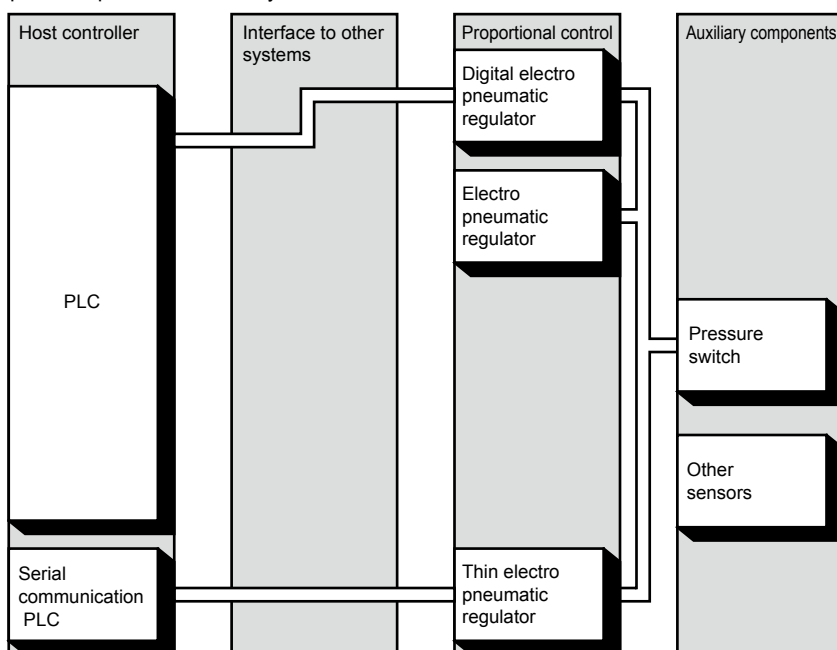 Host controller
Interface to other
systems
Proportional control
Auxiliary components
Digital electro
pneumatic
regulator
Electro
pneumatic
regulator
PLC
Pressure
switch
Other
sensors
Serial
communication
PLC
Thin electro
pneumatic
regulator